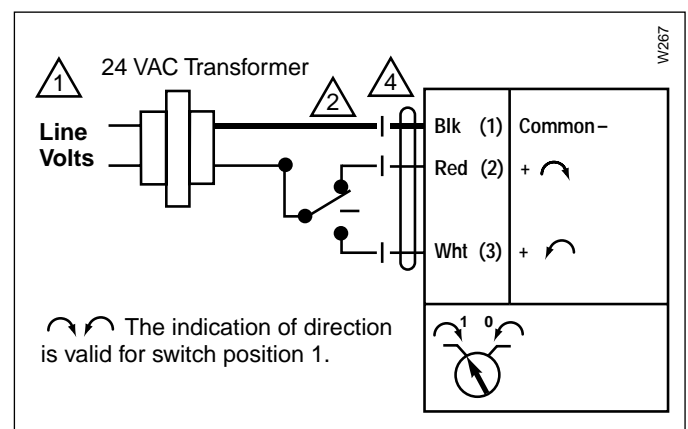 W267
24 VAC Transformer
1
2
4
Line
Volts
Blk (1) Common –
Red (2) +
Wht (3) +
The indication of direction
is valid for switch position 1.
1 0